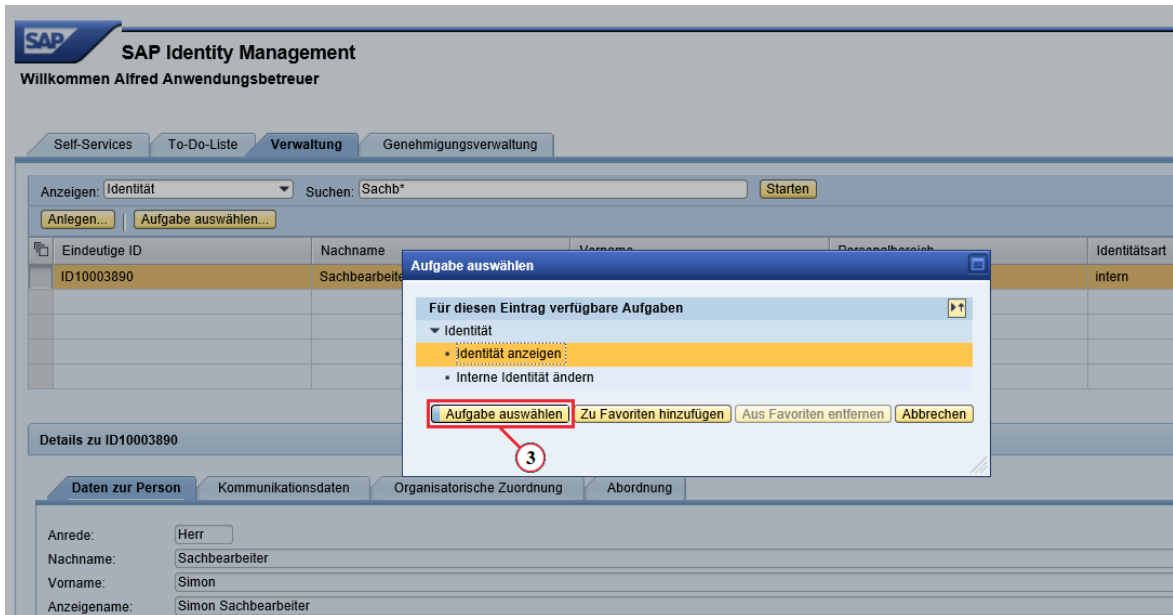 SAP
SAP Identity Management
Willkommen Alfred Anwendungsbetreuer
Self-Services To-Do-Liste Verwaltung Genehmigungsverwaltung
Anzeigen: Identität Suchen: Sachb* Starten
Anlegen... Aufgabe auswählen...
Eindeutige ID Nachname Vorname Personalbereich Identitätsart
ID10003890 Sachbearbeite intern
Aufgabe auswählen
Für diesen Eintrag verfügbare Aufgaben
Identität
Identität anzeigen
Interne Identität ändern
Aufgabe auswählen Zu Favoriten hinzufügen Aus Favoriten entfernen Abbrechen
3
Details zu ID10003890
Daten zur Person Kommunikationsdaten Organisatorische Zuordnung Abordnung
Anrede: Herr
Nachname: Sachbearbeiter
Vorname: Simon
Anzeigename: Simon Sachbearbeiter